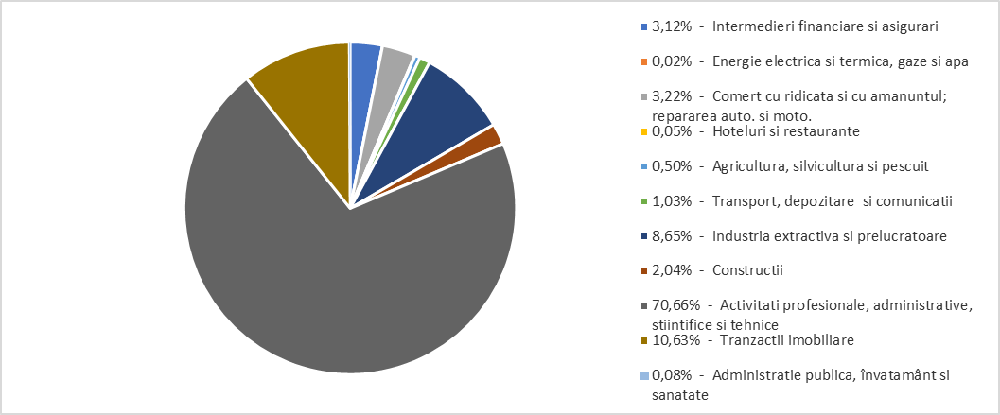 3,12% - Intermedieri financiare si asigurari
0,02% - Energie electrica si termica, gaze si apa
3,22% - Comert cu ridicata si cu amanuntul;
repararea auto. si moto.
0,05% - Hoteluri si restaurante
0,50% - Agricultura, silvicultura si pescuit
1,03% - Transport, depozitare si comunicatii
8,65% - Industria extractiva si prelucratoare
2,04% - Constructii
70,66% - Activitati profesionale, administrative,
stiintifice si tehnice
10,63% - Tranzactii imobiliare
0,08% - Administratie publica, învatamânt si
sanatate